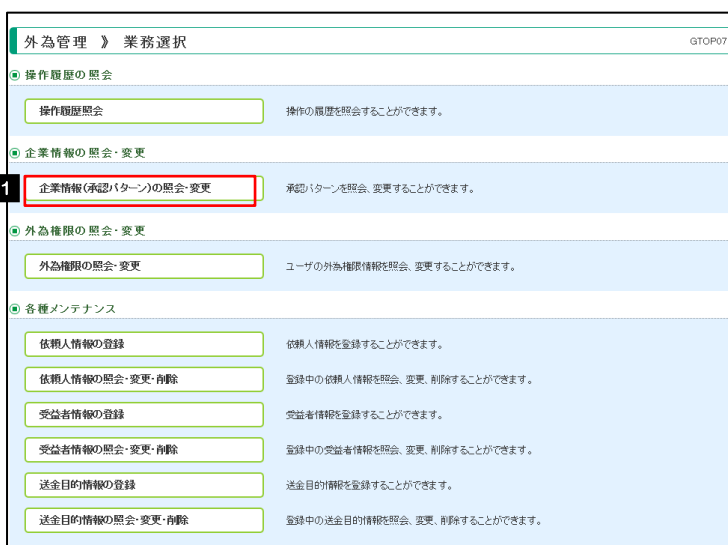 外為管理 》 業務選択
GTOP07
操作履歴の照会
操作履歴照会
操作の履歴を照会することができます。
企業情報の照会・変更
1
企業情報(承認パターン)の照会・変更
承認パターンを照会、変更することができます。
外為権限の照会・変更
外為権限の照会・変更
ユーザの外為権限情報を照会、変更することができます。
各種メンテナンス
依頼人情報の登録
依頼人情報を登録することができます。
依頼人情報の照会・変更・削除
登録中の依頼人情報を照会、変更、削除することができます。
受益者情報の登録
受益者情報を登録することができます。
受益者情報の照会・変更・削除
登録中の受益者情報を照会、変更、削除することができます。
送金目的情報の登録
送金目的情報を登録することができます。
送金目的情報の照会・変更・削除
登録中の送金目的情報を照会、変更、削除することができます。